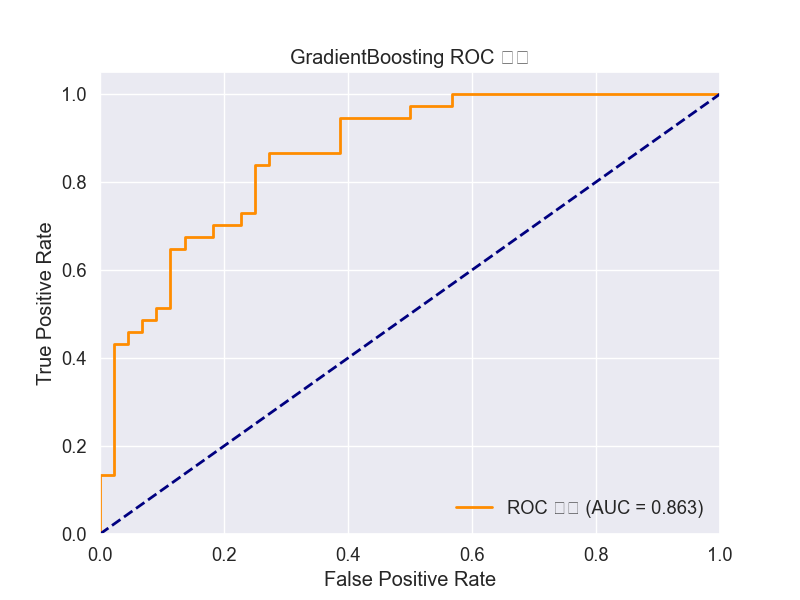 GradientBoosting ROC
1.0
0.8
0.6
0.4
0.2
0.0
True Positive Rate
ROC (AUC = 0.863)
0.0 0.2 0.4 0.6 0.8 1.0
False Positive Rate